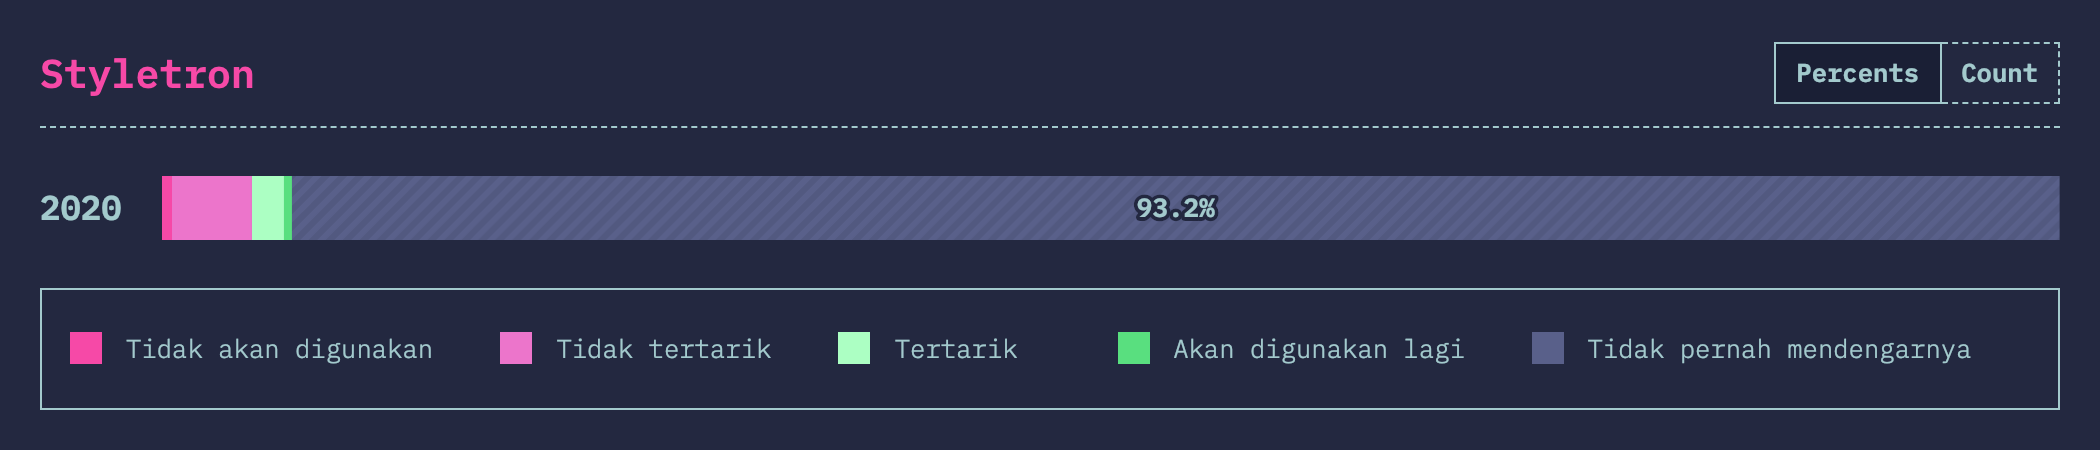 Styletron
Percents Count
2020 93.2%
Tidak akan digunakan Tidak tertarik Tertarik Akan digunakan lagi Tidak pernah mendengarnya